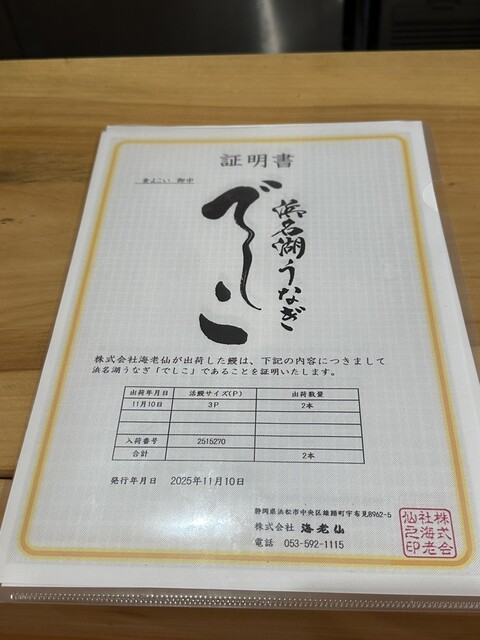 証明書
でしこ
浜名湖うなぎ
株式会社海老仙が出荷した鰻は、下記の内容につきまして
浜名湖うなぎ「でしこ」であることを証明いたします。
出荷年月日 活鰻サイズ(P) 出荷数量
11月10日 3P 2本
入荷番号 2515270
合計 2本
発行年月日 2025年11月10日
静岡県浜松市中央区雄踏町宇布見8962-5
株式会社 海老仙
電話 053-592-1115
株式会
社海老
仙之印